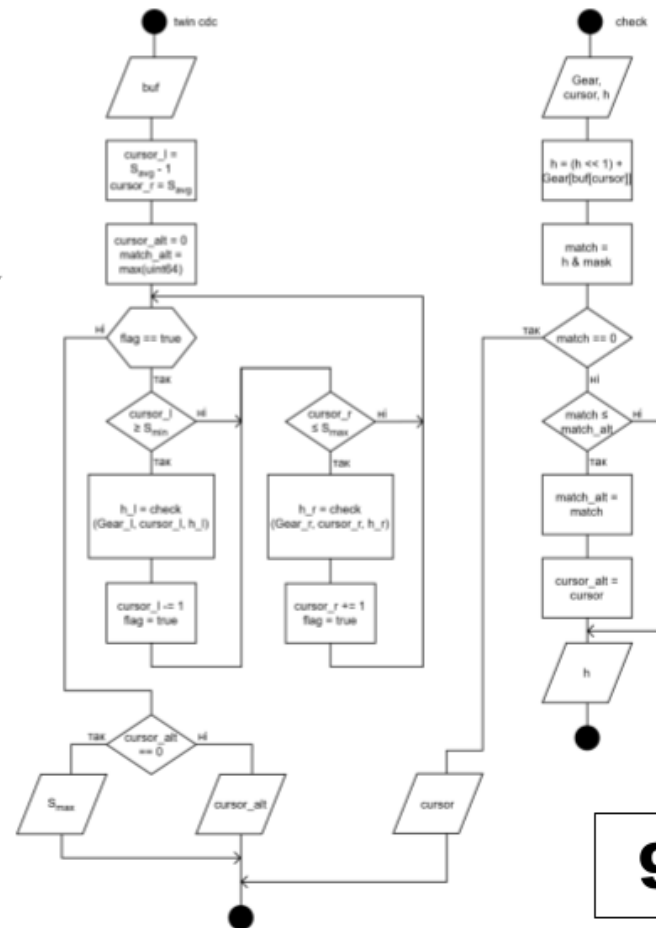 twin cdc
buf
cursor_l =
S_avg - 1
cursor_r = S_avg
cursor_alt = 0
match_alt =
max(uint64)
ні
flag == true
так
cursor_l
≥ S_min
ні
так
h_l = check
(Gear_l, cursor_l, h_l)
cursor_l -= 1
flag = true
cursor_r
≤ S_max
ні
так
h_r = check
(Gear_r, cursor_r, h_r)
cursor_r += 1
flag = true
так
cursor_alt
== 0
ні
S_max
cursor_alt
cursor
check
Gear,
cursor, h
h = (h << 1) +
Gear[buf[cursor]]
match =
h & mask
так
match == 0
ні
match ≤
match_alt
ні
так
match_alt =
match
cursor_alt =
cursor
h